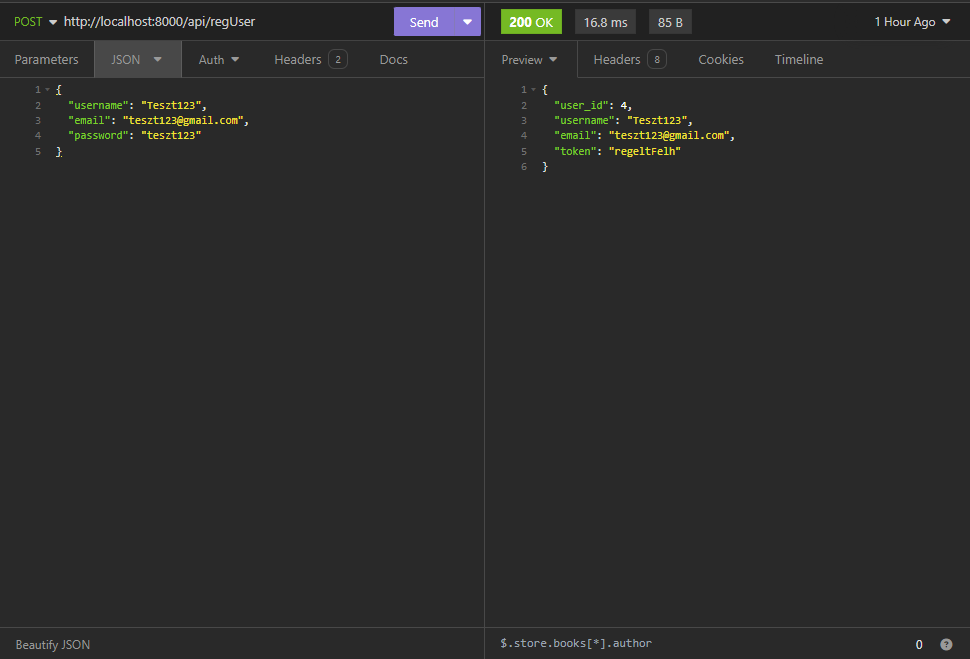 POST http://localhost:8000/api/regUser Send 200 OK 16.8 ms 85 B 1 Hour Ago
Parameters JSON Auth Headers 2 Docs Preview Headers 8 Cookies Timeline
1 {
2 "username": "Teszt123",
3 "email": "teszt123@gmail.com",
4 "password": "teszt123"
5 }
1 {
2 "user_id": 4,
3 "username": "Teszt123",
4 "email": "teszt123@gmail.com",
5 "token": "regeltFelh"
6 }
Beautify JSON $.store.books[*].author 0 ?